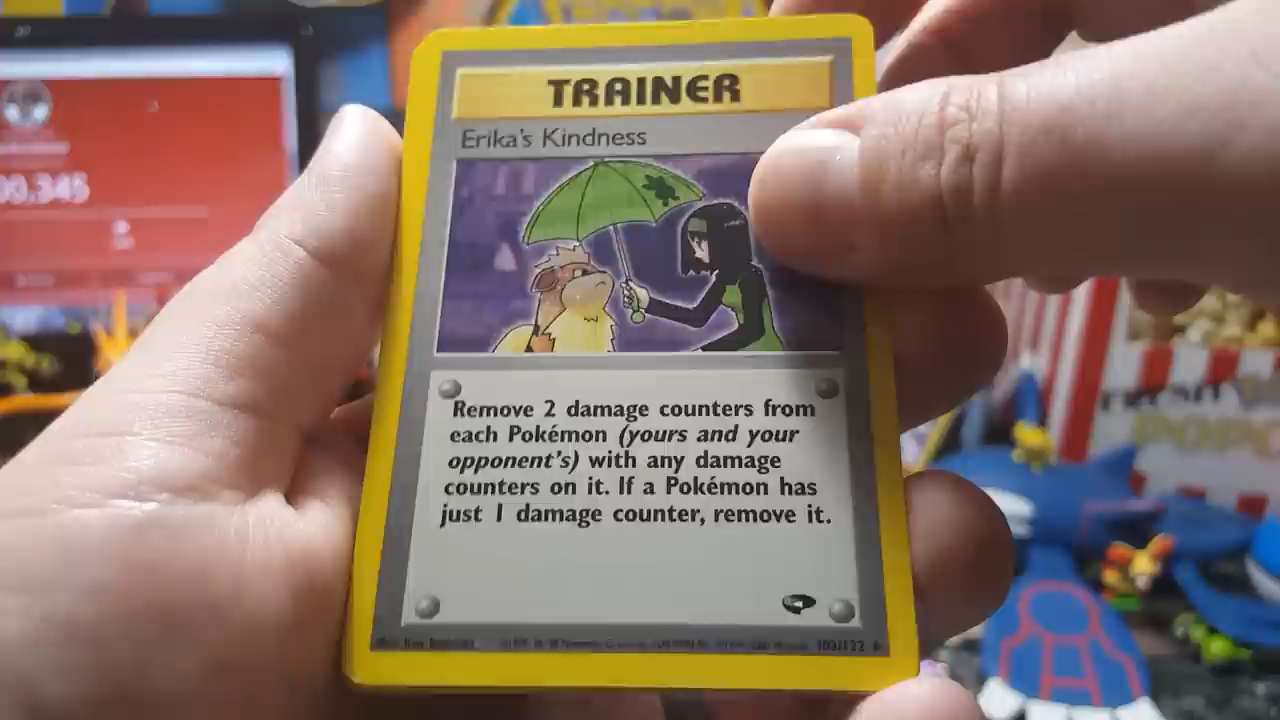 TRAINER
Erika's Kindness
Remove 2 damage counters from
each Pokémon (yours and your
opponent's) with any damage
counters on it. If a Pokémon has
just 1 damage counter, remove it.